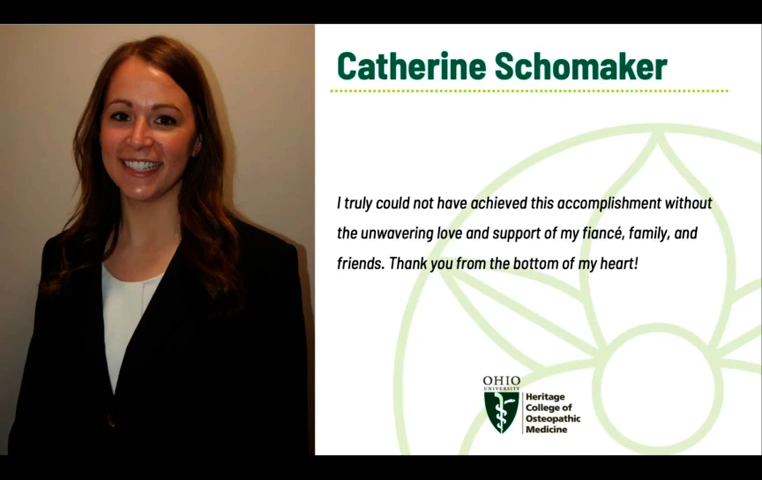 Catherine Schomaker
I truly could not have achieved this accomplishment without
the unwavering love and support of my fiancé, family, and
friends. Thank you from the bottom of my heart!
OHIO
UNIVERSITY
Heritage
College of
Osteopathic
Medicine